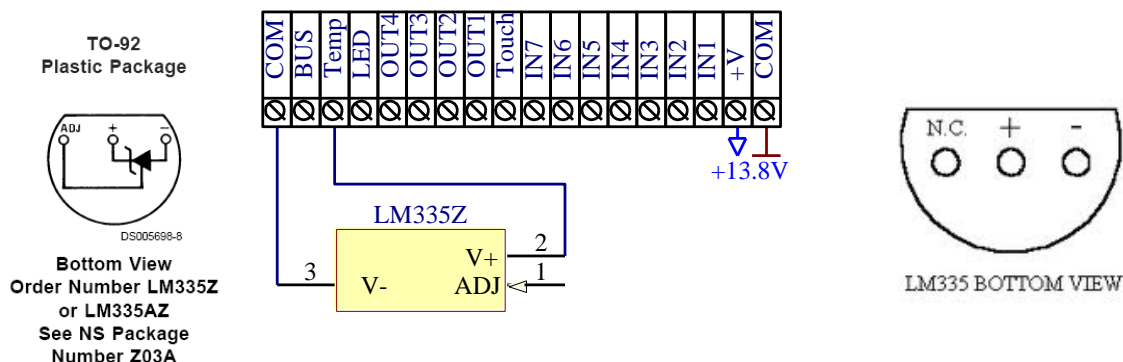 TO-92
Plastic Package
ADJ + −
DS005698-8
Bottom View
Order Number LM335Z
or LM335AZ
See NS Package
Number Z03A
COM
BUS
Temp
LED
OUT4
OUT3
OUT2
OUT1
Touch
IN7
IN6
IN5
IN4
IN3
IN2
IN1
+V
COM
+13.8V
LM335Z
V+ 2
ADJ 1
3 V-
N.C. + -
LM335 BOTTOM VIEW